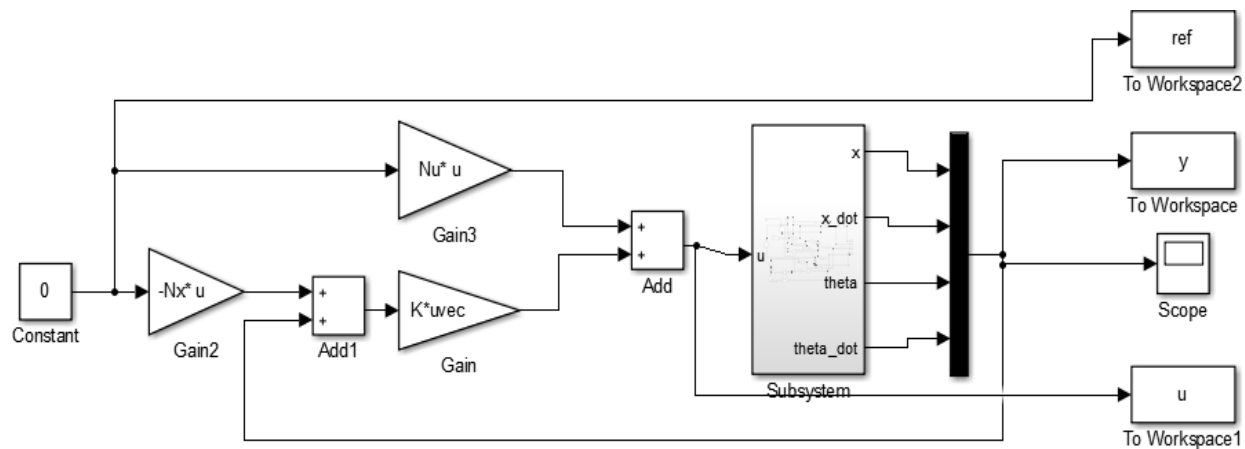 ref
To Workspace2
Nu* u
Gain3
x
x_dot
u
theta
theta_dot
Subsystem
y
To Workspace
Scope
0
Constant
-Nx* u
Gain2
+
+
Add1
K*uvec
Gain
+
+
Add
u
To Workspace1